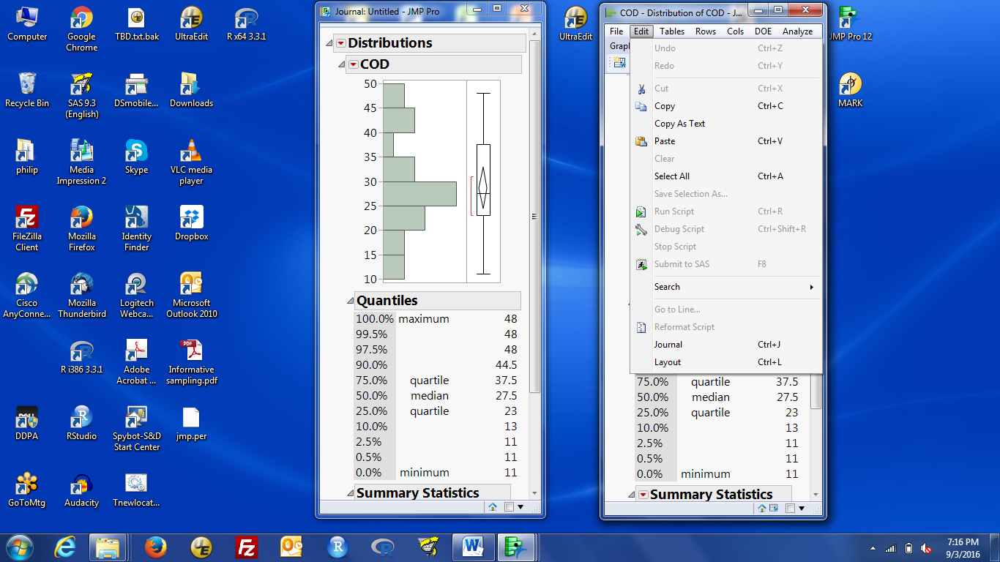 Computer
Google
Chrome
TBD.txt.bak
UltraEdit
R x64 3.3.1
Recycle Bin
SAS 9.3
(English)
DSmobile...
Downloads
philip
Media
Impression 2
Skype
VLC media
player
FileZilla
Client
Mozilla
Firefox
Identity
Finder
Dropbox
Cisco
AnyConne...
Mozilla
Thunderbird
Logitech
Webca...
Microsoft
Outlook 2010
R i386 3.3.1
Adobe
Acrobat ...
Informative
sampling.pdf
DDPA
RStudio
Spybot-S&D
Start Center
jmp.per
GoToMtg
Audacity
Tnewlocat...
Journal: Untitled - JMP Pro
Distributions
COD
50
45
40
35
30
25
20
15
10
Quantiles
100.0% maximum 48
99.5% 48
97.5% 48
90.0% 44.5
75.0% quartile 37.5
50.0% median 27.5
25.0% quartile 23
10.0% 13
2.5% 11
0.5% 11
0.0% minimum 11
Summary Statistics
UltraEdit
COD - Distribution of COD - J...
File Edit Tables Rows Cols DOE Analyze
Grap
Undo Ctrl+Z
Redo Ctrl+Y
Cut Ctrl+X
Copy Ctrl+C
Copy As Text
Paste Ctrl+V
Clear
Select All Ctrl+A
Save Selection As...
Run Script Ctrl+R
Debug Script Ctrl+Shift+R
Stop Script
Submit to SAS F8
Search
Go to Line...
Reformat Script
Journal Ctrl+J
Layout Ctrl+L
75.0% quartile 37.5
50.0% median 27.5
25.0% quartile 23
10.0% 13
2.5% 11
0.5% 11
0.0% minimum 11
Summary Statistics
JMP Pro 12
MARK
7:16 PM
9/3/2016